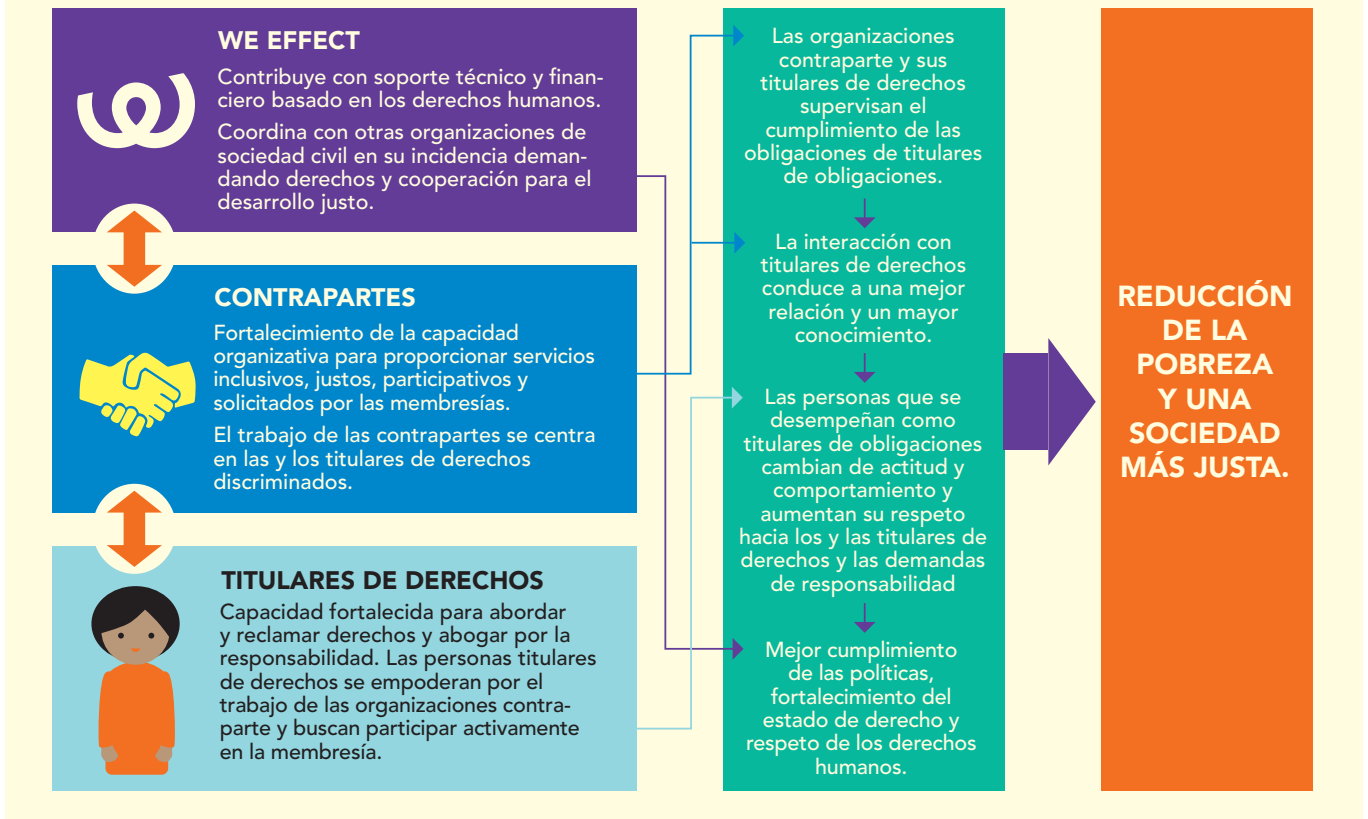 WE EFFECT
Contribuye con soporte técnico y finan-
ciero basado en los derechos humanos.
Coordina con otras organizaciones de
sociedad civil en su incidencia deman-
dando derechos y cooperación para el
desarrollo justo.
CONTRAPARTES
Fortalecimiento de la capacidad
organizativa para proporcionar servicios
inclusivos, justos, participativos y
solicitados por las membresías.
El trabajo de las contrapartes se centra
en las y los titulares de derechos
discriminados.
TITULARES DE DERECHOS
Capacidad fortalecida para abordar
y reclamar derechos y abogar por la
responsabilidad. Las personas titulares
de derechos se empoderan por el
trabajo de las organizaciones contra-
parte y buscan participar activamente
en la membresía.
Las organizaciones
contraparte y sus
titulares de derechos
supervisan el
cumplimiento de las
obligaciones de titulares
de obligaciones.
La interacción con
titulares de derechos
conduce a una mejor
relación y un mayor
conocimiento.
Las personas que se
desempeñan como
titulares de obligaciones
cambian de actitud y
comportamiento y
aumentan su respeto
hacia los y las titulares de
derechos y las demandas
de responsabilidad
Mejor cumplimiento
de las políticas,
fortalecimiento del
estado de derecho y
respeto de los derechos
humanos.
REDUCCIÓN
DE LA
POBREZA
Y UNA
SOCIEDAD
MÁS JUSTA.